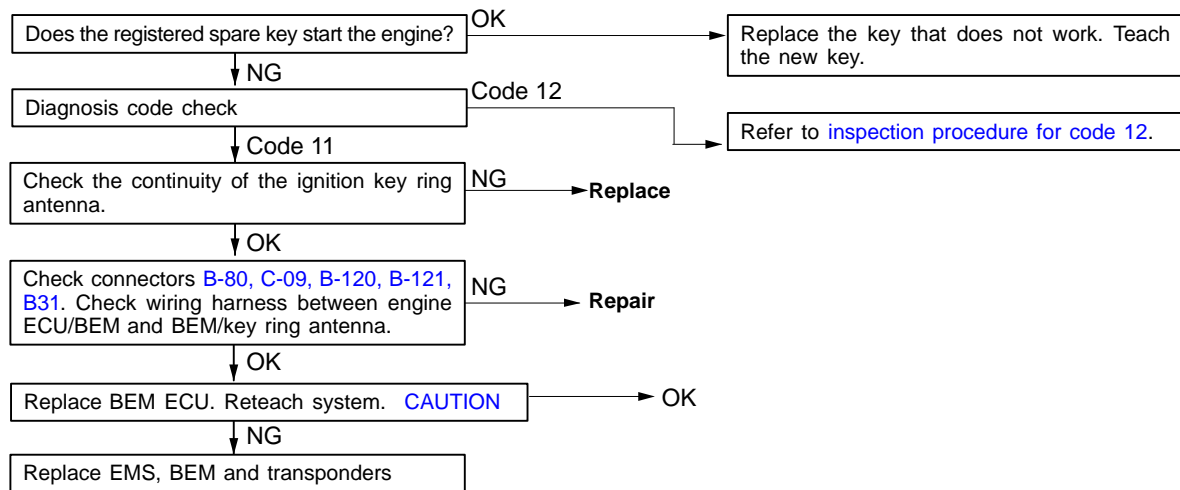 Does the registered spare key start the engine?
OK
Replace the key that does not work. Teach
the new key.
NG
Diagnosis code check
Code 12
Refer to inspection procedure for code 12.
Code 11
Check the continuity of the ignition key ring
antenna.
NG
Replace
OK
Check connectors B-80, C-09, B-120, B-121,
B31. Check wiring harness between engine
ECU/BEM and BEM/key ring antenna.
NG
Repair
OK
Replace BEM ECU. Reteach system. CAUTION
OK
NG
Replace EMS, BEM and transponders